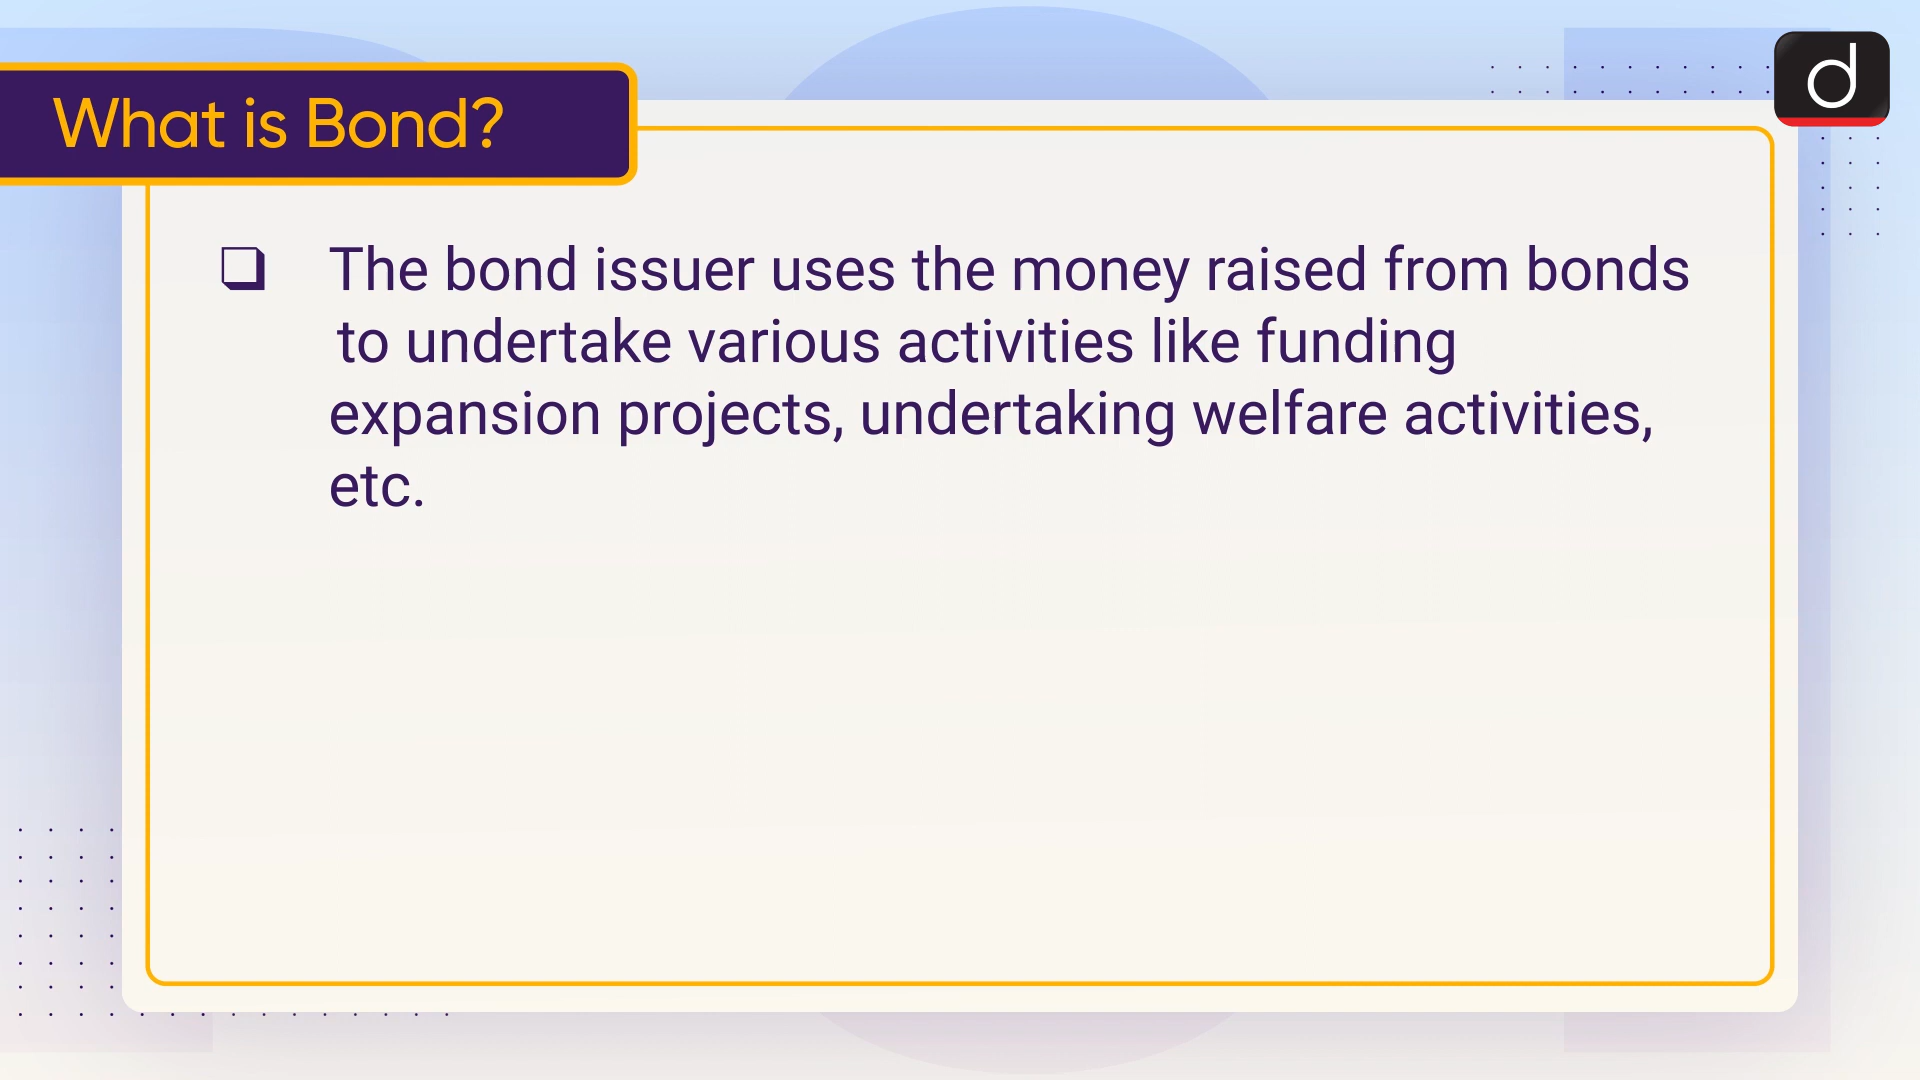 What is Bond?
d
❑ The bond issuer uses the money raised from bonds
to undertake various activities like funding
expansion projects, undertaking welfare activities,
etc.